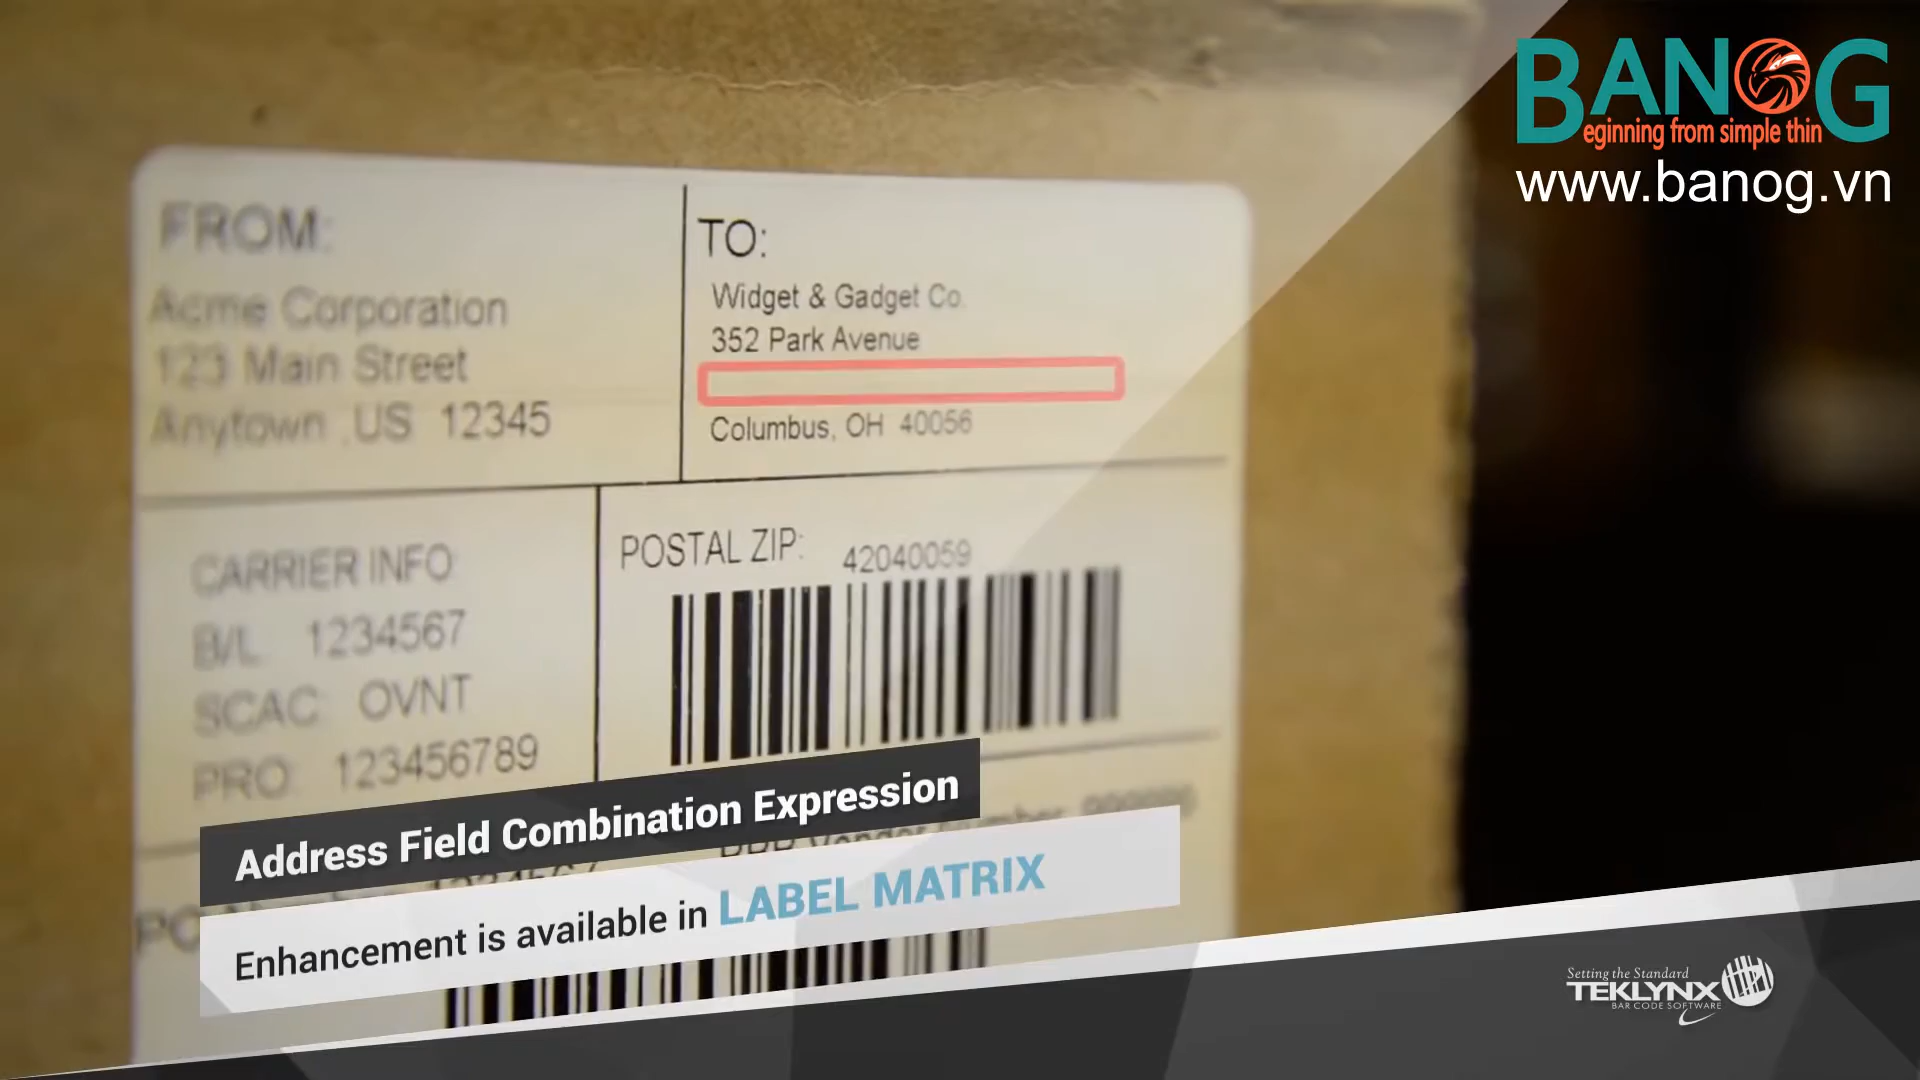 BANOG
eginning from simple thin
www.banog.vn
FROM:
Acme Corporation
123 Main Street
Anytown ,US 12345
TO:
Widget & Gadget Co.
352 Park Avenue
Columbus, OH 40056
CARRIER INFO:
B/L 1234567
SCAC: OVNT
PRO: 123456789
POSTAL ZIP: 42040059
Address Field Combination Expression
Enhancement is available in LABEL MATRIX
Setting the Standard
TEKLYNX
BAR CODE SOFTWARE